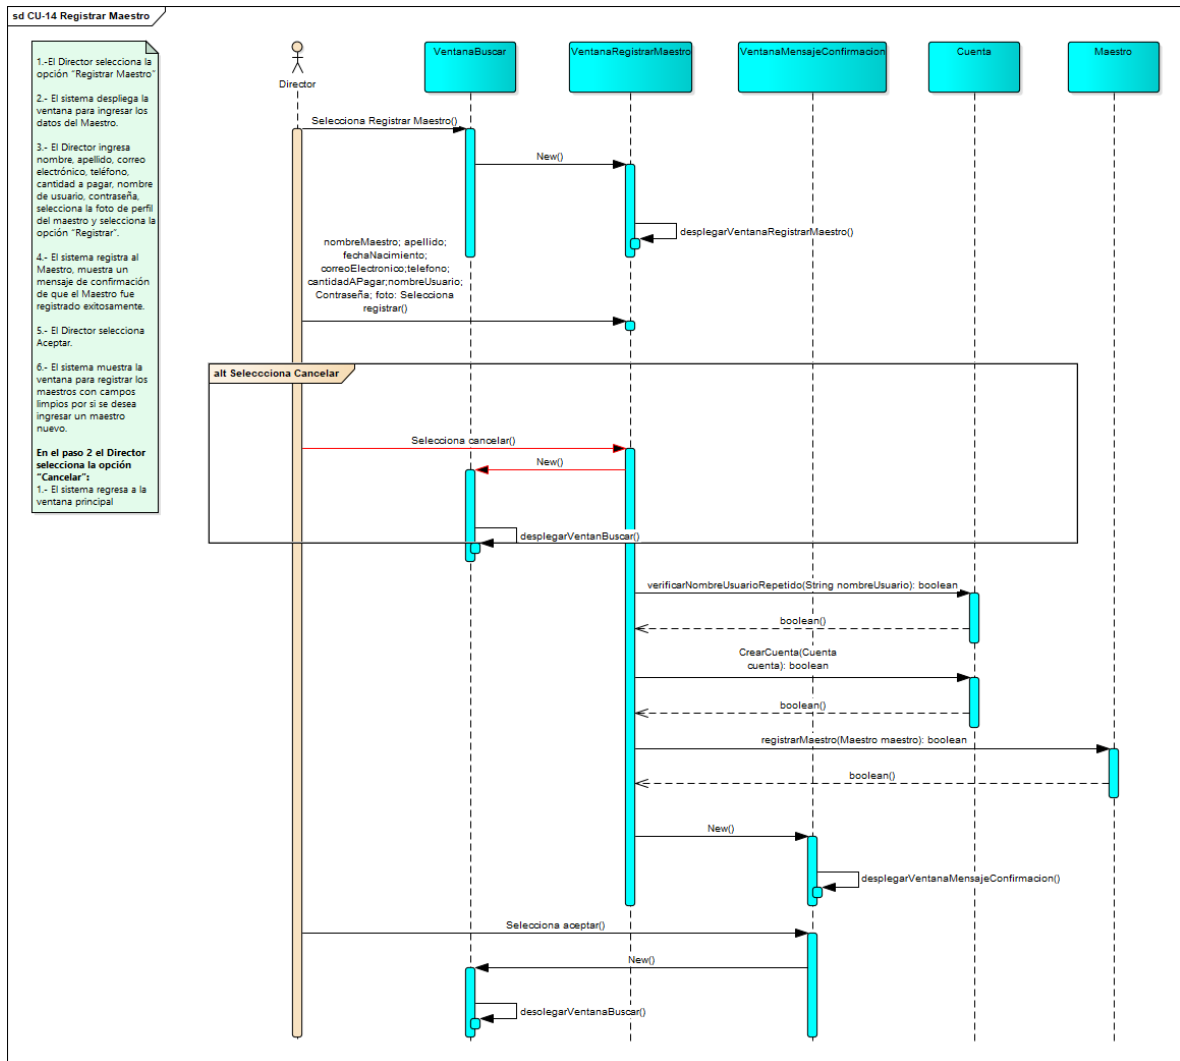 sd CU-14 Registrar Maestro
1.-El Director selecciona la
opción "Registrar Maestro"
2.- El sistema despliega la
ventana para ingresar los
datos del Maestro.
3.- El Director ingresa
nombre, apellido, correo
electrónico, teléfono,
cantidad a pagar, nombre
de usuario, contraseña,
selecciona la foto de perfil
del maestro y selecciona la
opción "Registrar".
4.- El sistema registra al
Maestro, muestra un
mensaje de confirmación
de que el Maestro fue
registrado exitosamente.
5.- El Director selecciona
Aceptar.
6.- El sistema muestra la
ventana para registrar los
maestros con campos
limpios por si se desea
ingresar un maestro
nuevo.
En el paso 2 el Director
selecciona la opción
"Cancelar":
1.- El sistema regresa a la
ventana principal
Director
VentanaBuscar
VentanaRegistrarMaestro
VentanaMensajeConfirmacion
Cuenta
Maestro
Selecciona Registrar Maestro()
New()
desplegarVentanaRegistrarMaestro()
nombreMaestro; apellido;
fechaNacimiento;
correoElectronico;telefono;
cantidadAPagar;nombreUsuario;
Contraseña; foto: Selecciona
registrar()
alt Seleccciona Cancelar
Selecciona cancelar()
New()
desplegarVentanBuscar()
verificarNombreUsuarioRepetido(String nombreUsuario): boolean
boolean()
CrearCuenta(Cuenta
cuenta): boolean
boolean()
registrarMaestro(Maestro maestro): boolean
boolean()
New()
desplegarVentanaMensajeConfirmacion()
Selecciona aceptar()
New()
desolegarVentanaBuscar()